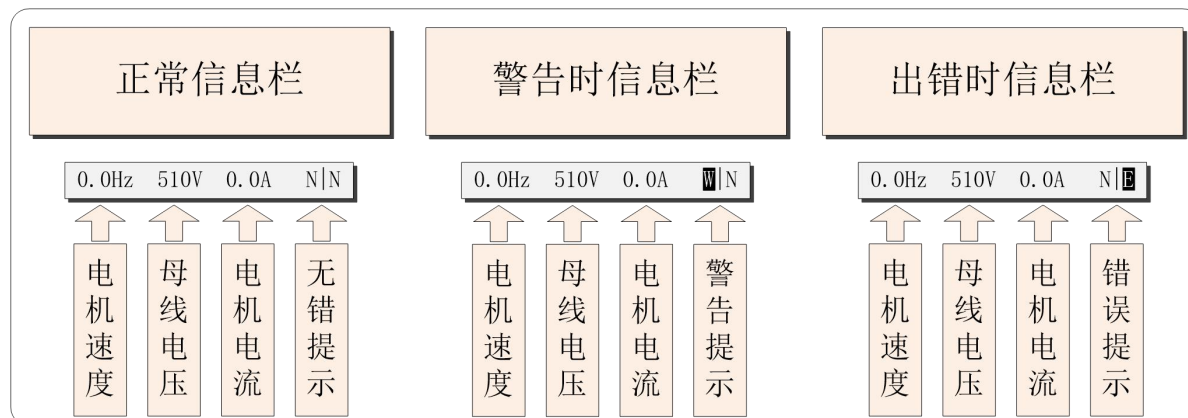 正常信息栏
警告时信息栏
出错时信息栏
0.0Hz 510V 0.0A N|N
0.0Hz 510V 0.0A W|N
0.0Hz 510V 0.0A N|E
电机速度
母线电压
电机电流
无错提示
电机速度
母线电压
电机电流
警告提示
电机速度
母线电压
电机电流
错误提示